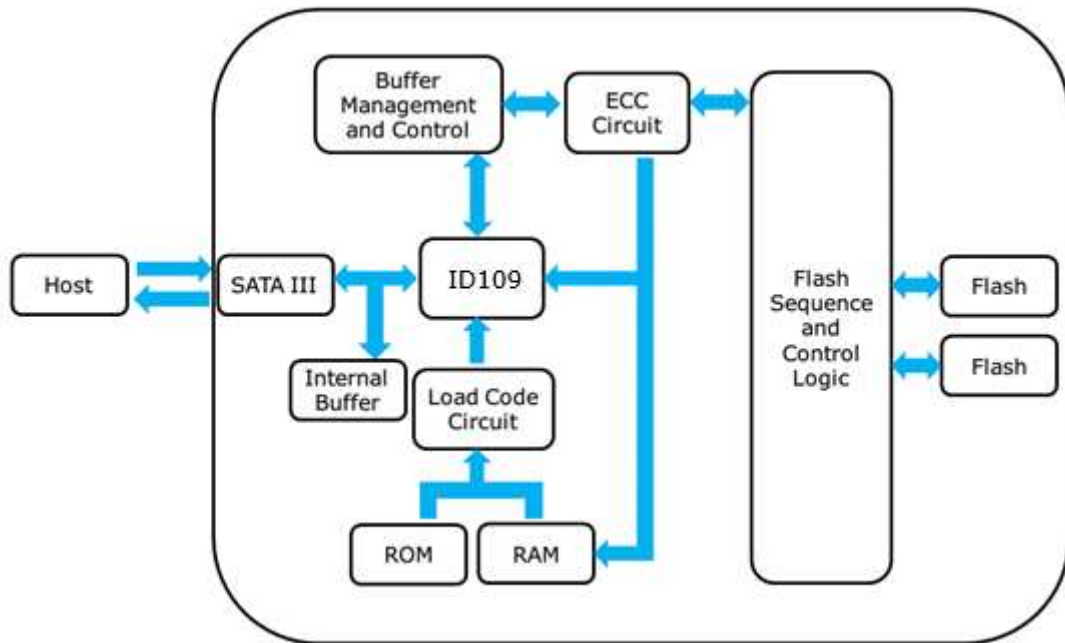 Buffer
Management
and Control
ECC
Circuit
Host
SATA III
ID109
Flash
Sequence
and
Control
Logic
Flash
Flash
Internal
Buffer
Load Code
Circuit
ROM
RAM